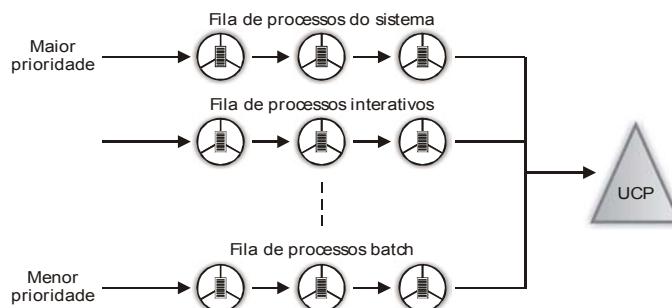 Fila de processos do sistema
Maior
prioridade
Fila de processos interativos
UCP
Fila de processos batch
Menor
prioridade